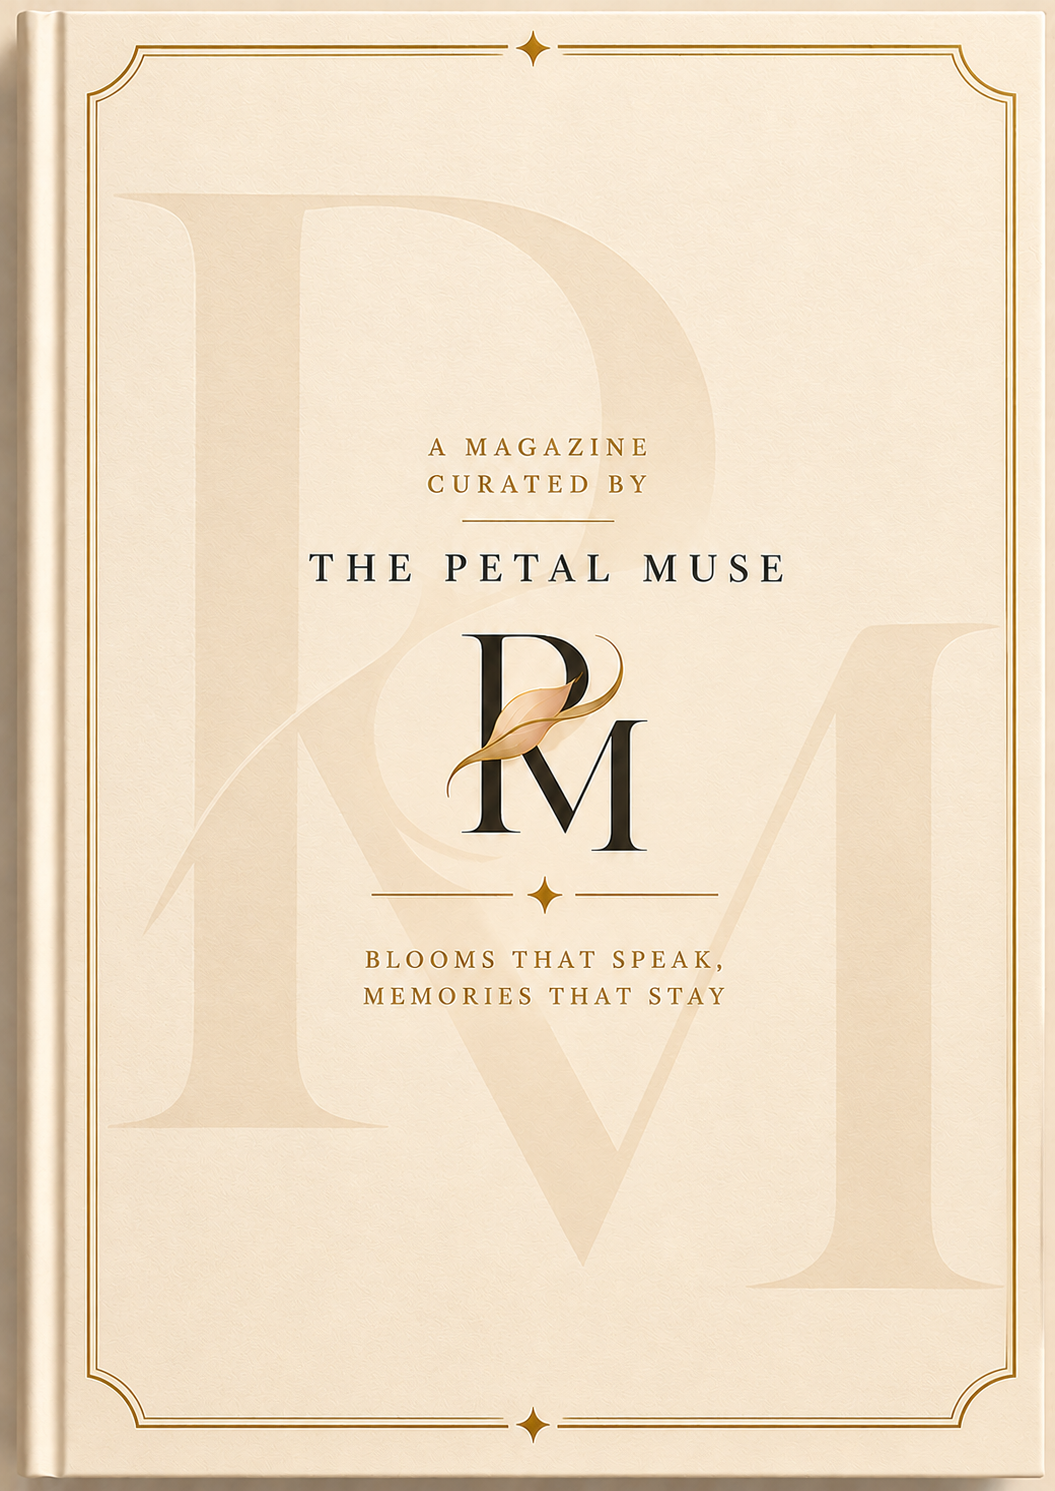 A MAGAZINE
CURATED BY
THE PETAL MUSE
PM
BLOOMS THAT SPEAK,
MEMORIES THAT STAY